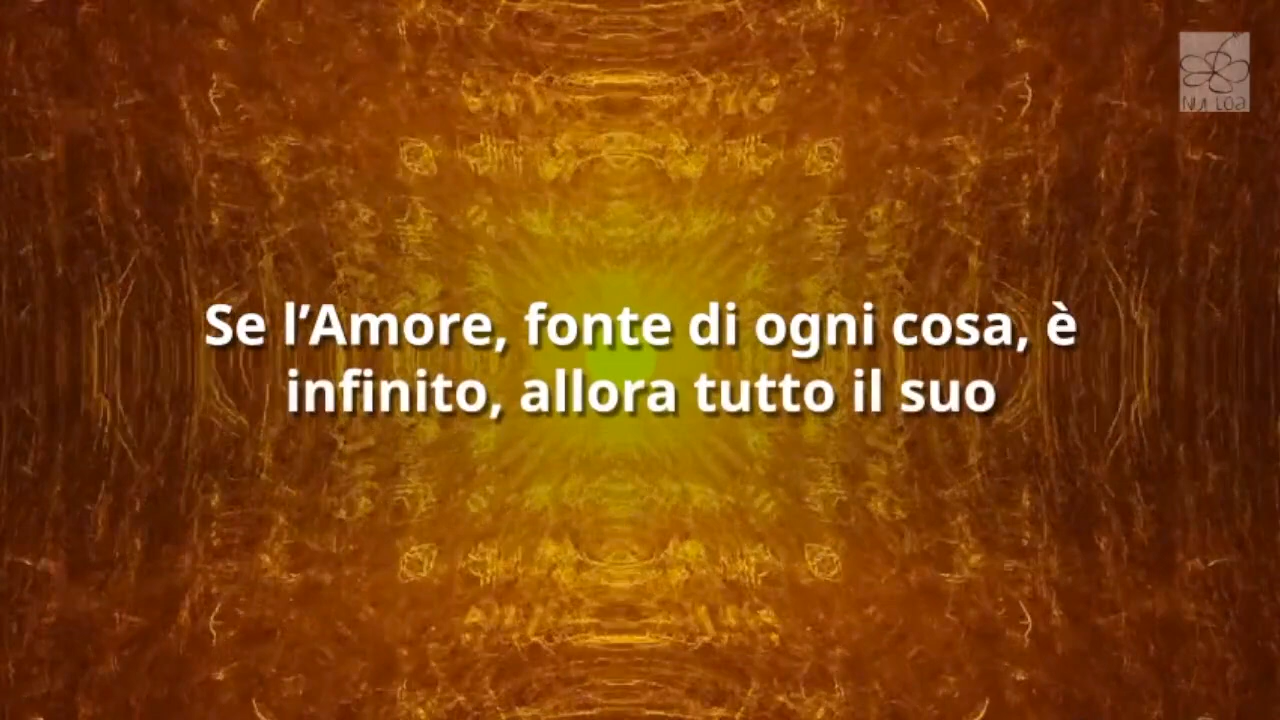 Se l’Amore, fonte di ogni cosa, è
infinito, allora tutto il suo